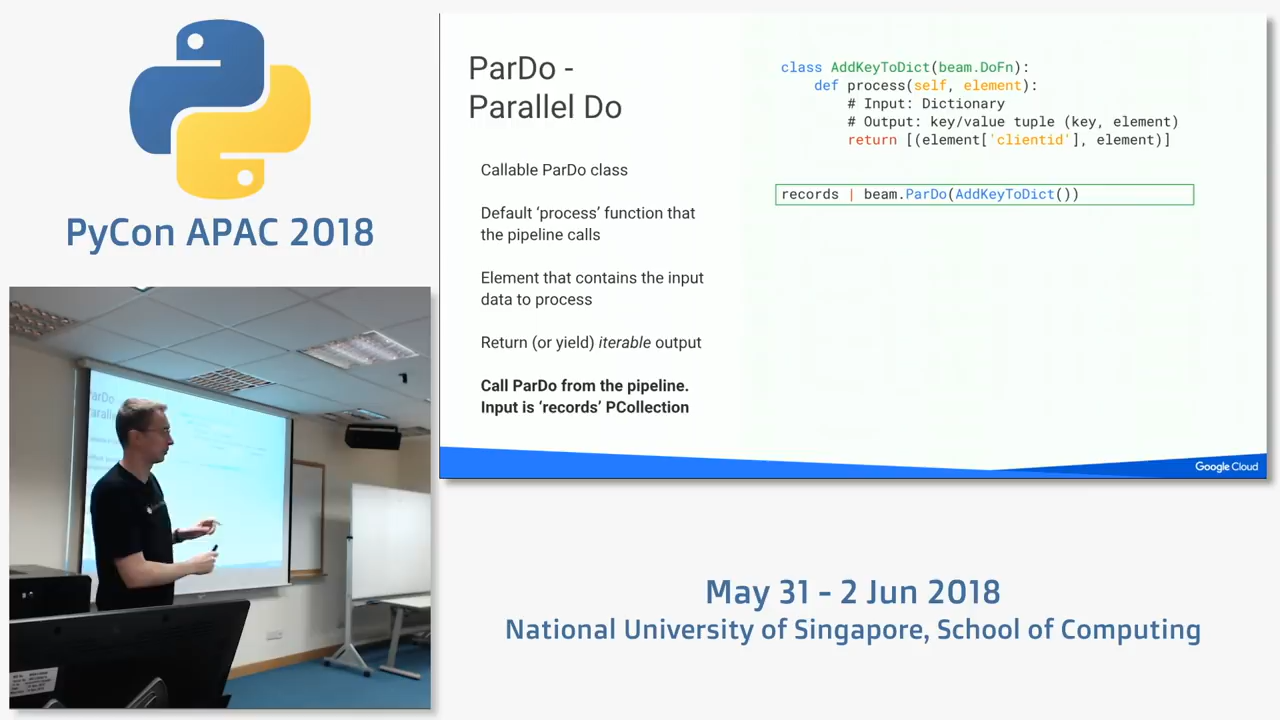 PyCon APAC 2018
ParDo -
Parallel Do
Callable ParDo class
Default ‘process’ function that
the pipeline calls
Element that contains the input
data to process
Return (or yield) iterable output
Call ParDo from the pipeline.
Input is ‘records’ PCollection
class AddKeyToDict(beam.DoFn):
def process(self, element):
# Input: Dictionary
# Output: key/value tuple (key, element)
return [(element['clientid'], element)]
records | beam.ParDo(AddKeyToDict())
Google Cloud
May 31 - 2 Jun 2018
National University of Singapore, School of Computing